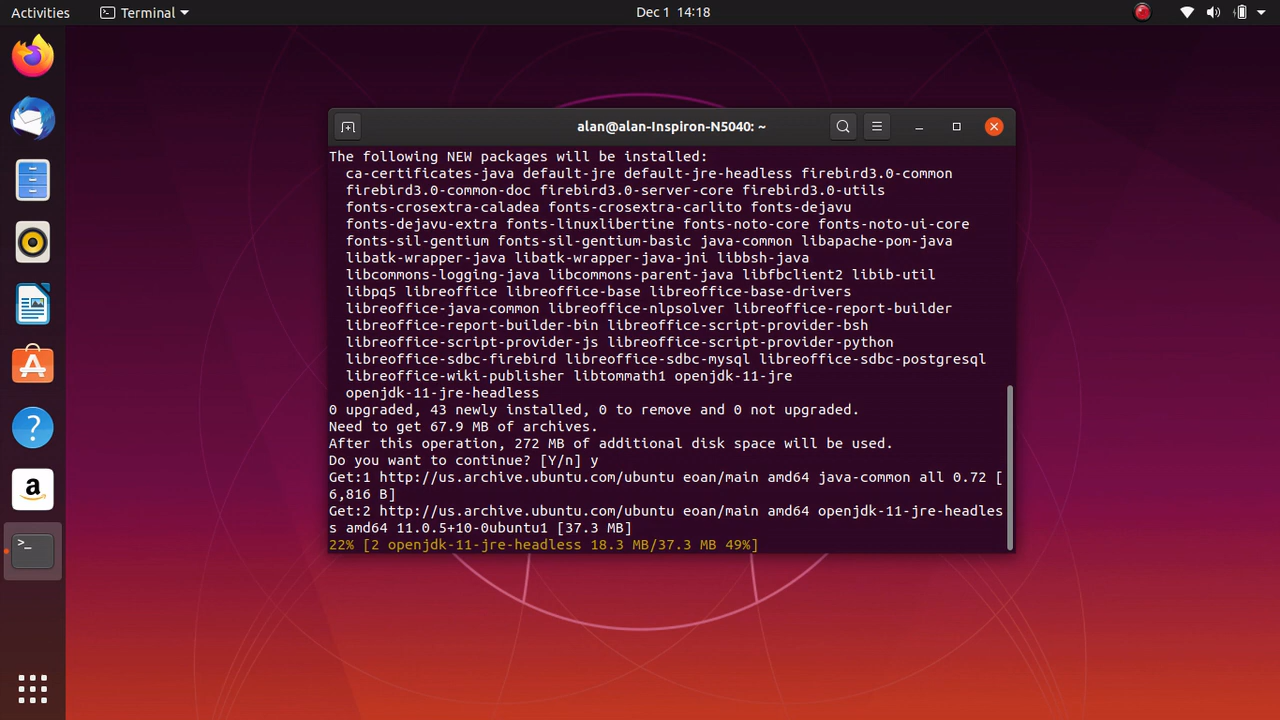 Activities
Terminal
Dec 1 14:18
alan@alan-Inspiron-N5040: ~
The following NEW packages will be installed:
ca-certificates-java default-jre default-jre-headless firebird3.0-common
firebird3.0-common-doc firebird3.0-server-core firebird3.0-utils
fonts-crosextra-caladea fonts-crosextra-carlito fonts-dejavu
fonts-dejavu-extra fonts-linuxlibertine fonts-noto-core fonts-noto-ui-core
fonts-sil-gentium fonts-sil-gentium-basic java-common libapache-pom-java
libatk-wrapper-java libatk-wrapper-java-jni libbsh-java
libcommons-logging-java libcommons-parent-java libfbclient2 libib-util
libpq5 libreoffice libreoffice-base libreoffice-base-drivers
libreoffice-java-common libreoffice-nlpsolver libreoffice-report-builder
libreoffice-report-builder-bin libreoffice-script-provider-bsh
libreoffice-script-provider-js libreoffice-script-provider-python
libreoffice-sdbc-firebird libreoffice-sdbc-mysql libreoffice-sdbc-postgresql
libreoffice-wiki-publisher libtommath1 openjdk-11-jre
openjdk-11-jre-headless
0 upgraded, 43 newly installed, 0 to remove and 0 not upgraded.
Need to get 67.9 MB of archives.
After this operation, 272 MB of additional disk space will be used.
Do you want to continue? [Y/n] y
Get:1 http://us.archive.ubuntu.com/ubuntu eoan/main amd64 java-common all 0.72 [
6,816 B]
Get:2 http://us.archive.ubuntu.com/ubuntu eoan/main amd64 openjdk-11-jre-headles
s amd64 11.0.5+10-0ubuntu1 [37.3 MB]
22% [2 openjdk-11-jre-headless 18.3 MB/37.3 MB 49%]